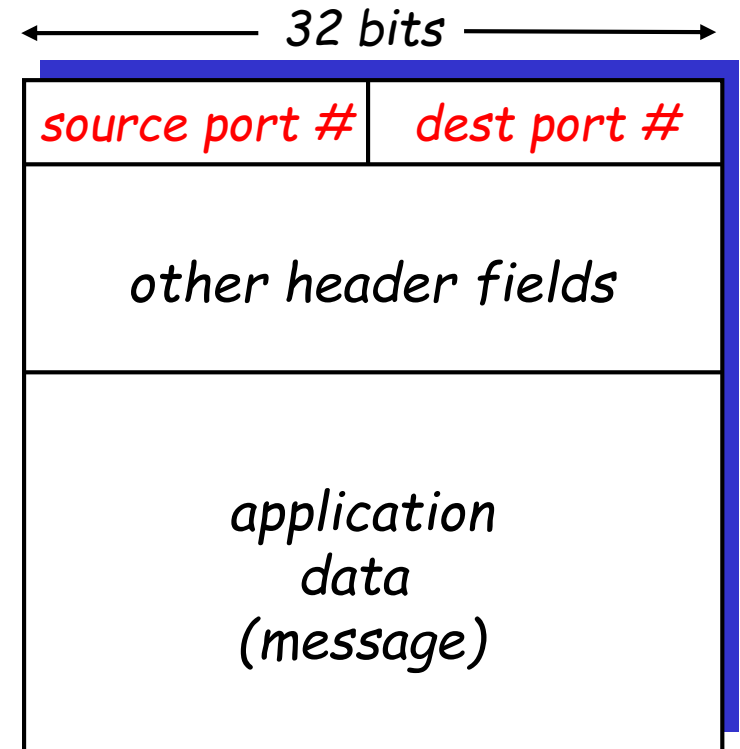 32 bits
source port # dest port #
other header fields
application
data
(message)